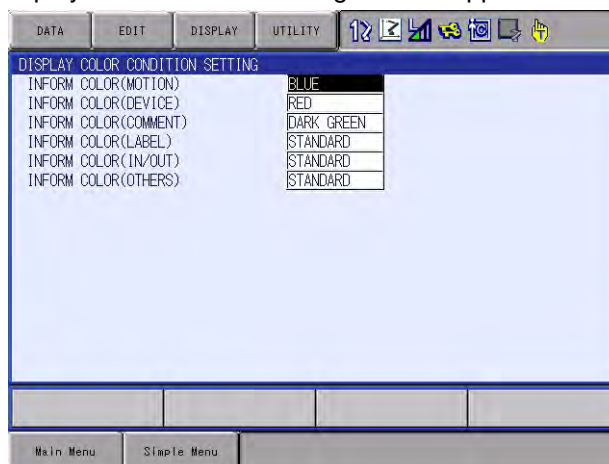 DATA EDIT DISPLAY UTILITY
DISPLAY COLOR CONDITION SETTING
INFORM COLOR(MOTION) BLUE
INFORM COLOR(DEVICE) RED
INFORM COLOR(COMMENT) DARK GREEN
INFORM COLOR(LABEL) STANDARD
INFORM COLOR(IN/OUT) STANDARD
INFORM COLOR(OTHERS) STANDARD
Main Menu Simple Menu